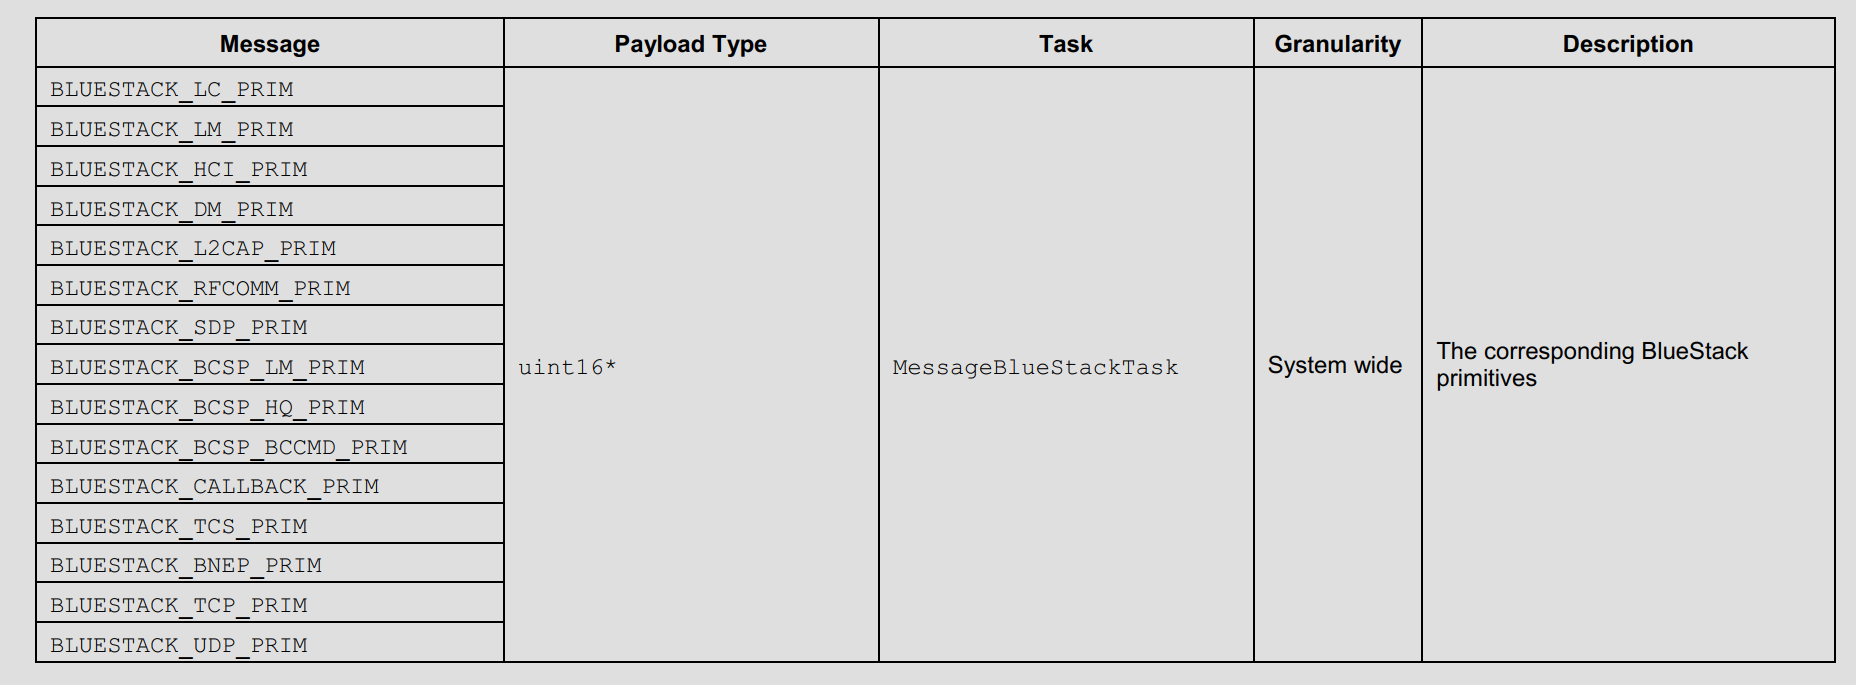 Message Payload Type Task Granularity Description
BLUESTACK_LC_PRIM
BLUESTACK_LM_PRIM
BLUESTACK_HCI_PRIM
BLUESTACK_DM_PRIM
BLUESTACK_L2CAP_PRIM
BLUESTACK_RFCOMM_PRIM
BLUESTACK_SDP_PRIM
BLUESTACK_BCSP_LM_PRIM
BLUESTACK_BCSP_HQ_PRIM
BLUESTACK_BCSP_BCCMD_PRIM
BLUESTACK_CALLBACK_PRIM
BLUESTACK_TCS_PRIM
BLUESTACK_BNEP_PRIM
BLUESTACK_TCP_PRIM
BLUESTACK_UDP_PRIM
uint16*
MessageBlueStackTask
System wide
The corresponding BlueStack
primitives